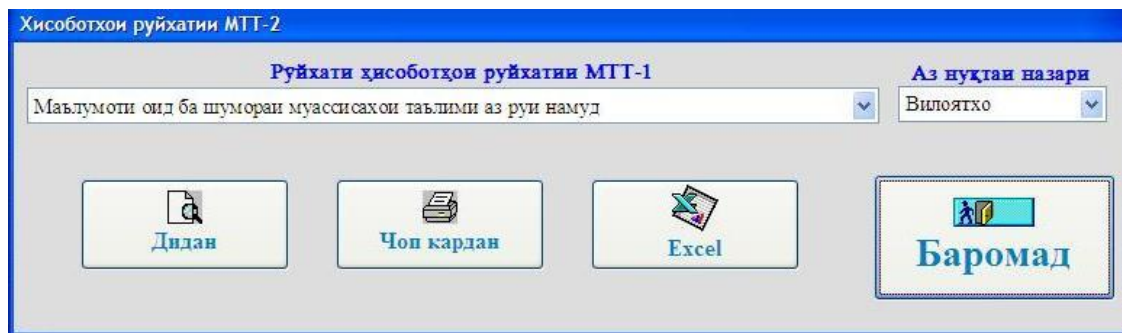 Хисоботхои руйхатии МТТ-2
Руйхати ҳисоботҳои руйхатии МТТ-1
Аз нуқтаи назари
Маълумоти оид ба шумораи муассисахои таълими аз руи намуд
Вилоятхо
Дидан
Чоп кардан
Excel
Баромад